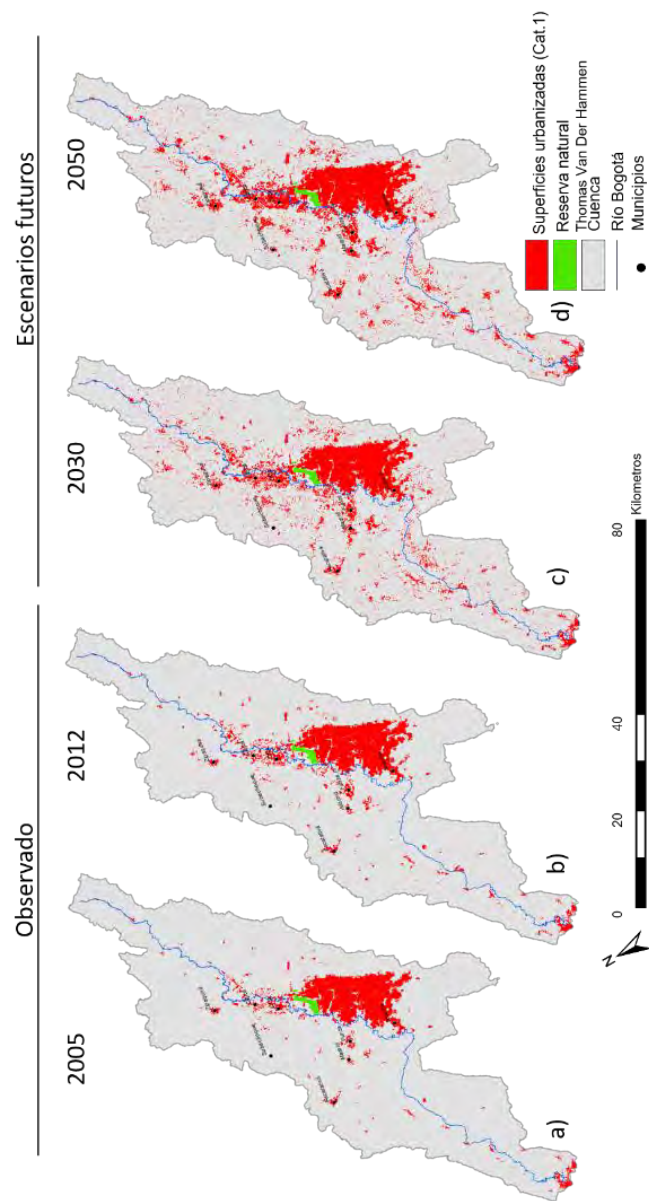 Observado
Escenarios futuros
2005
2012
2030
2050
a)
b)
c)
d)
Superficies urbanizadas (Cat.1)
Reserva natural
Thomas Van Der Hammen
Cuenca
Río Bogotá
Municipios
N
0
20
40
80
Kilometros